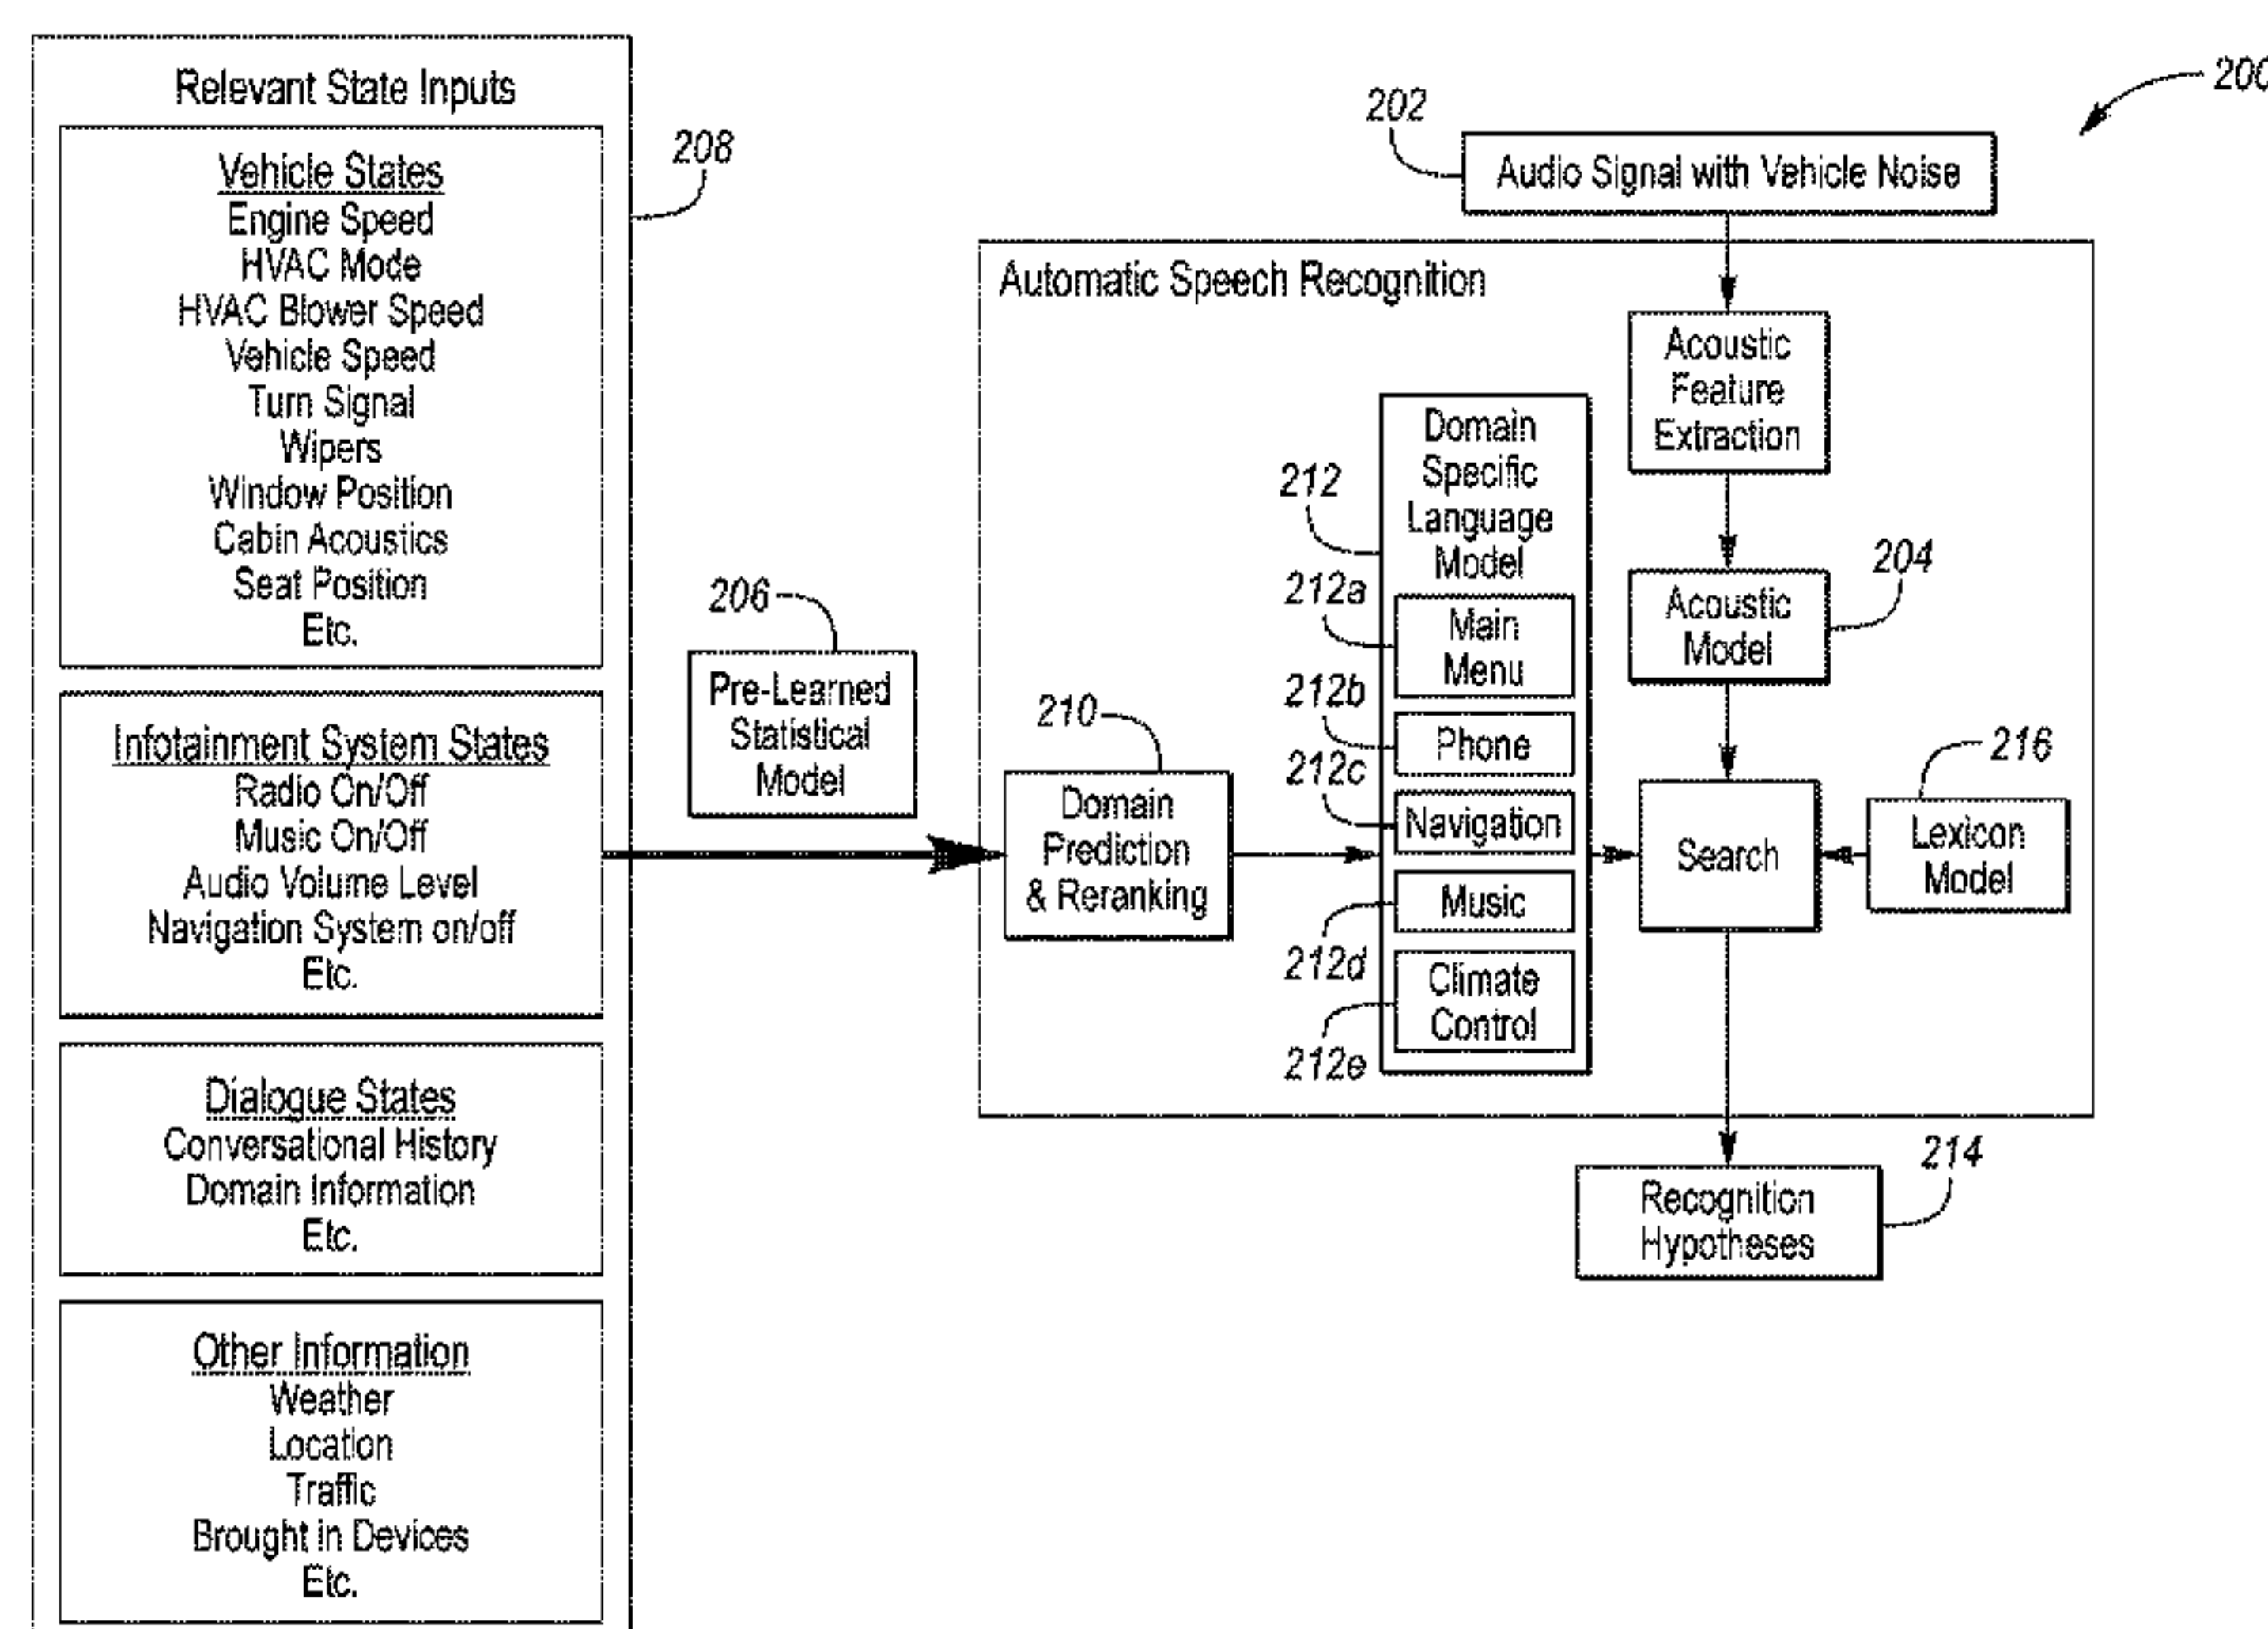 Relevant State Inputs
Vehicle States
Engine Speed
HVAC Mode
HVAC Blower Speed
Vehicle Speed
Turn Signal
Wipers
Window Position
Cabin Acoustics
Seat Position
Etc.
Infotainment System States
Radio On/Off
Music On/Off
Audio Volume Level
Navigation System on/off
Etc.
Dialogue States
Conversational History
Domain Information
Etc.
Other Information
Weather
Location
Traffic
Brought in Devices
Etc.
208
206
Pre-Learned
Statistical
Model
200
202
Audio Signal with Vehicle Noise
Automatic Speech Recognition
Acoustic
Feature
Extraction
204
Acoustic
Model
210
Domain
Prediction
& Reranking
212
Domain
Specific
Language
Model
212a
Main
Menu
212b
Phone
212c
Navigation
212d
Music
212e
Climate
Control
Search
216
Lexicon
Model
214
Recognition
Hypotheses